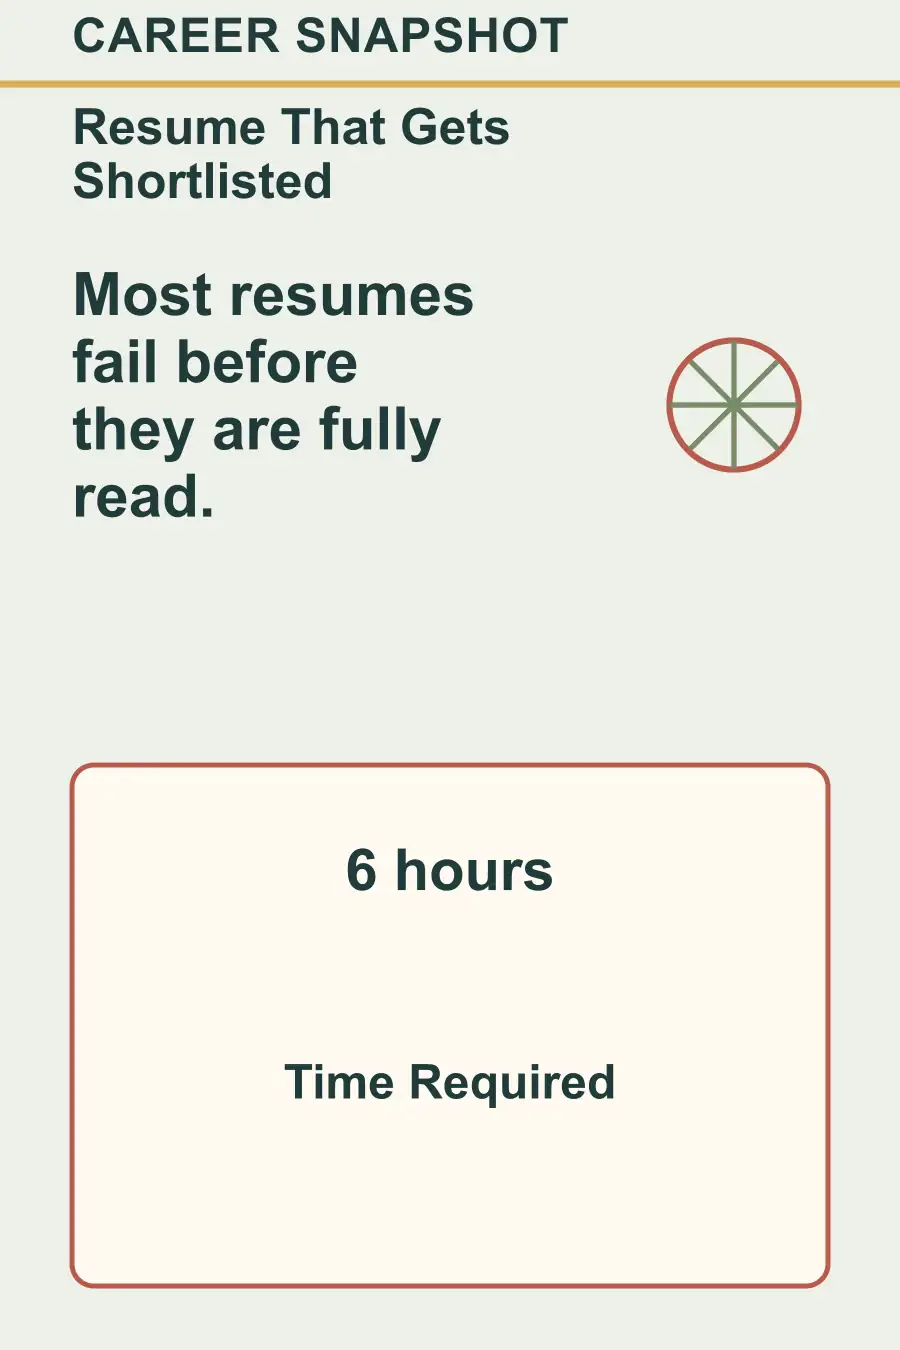 CAREER SNAPSHOT
Resume That Gets
Shortlisted
Most resumes
fail before
they are fully
read.
6 hours
Time Required